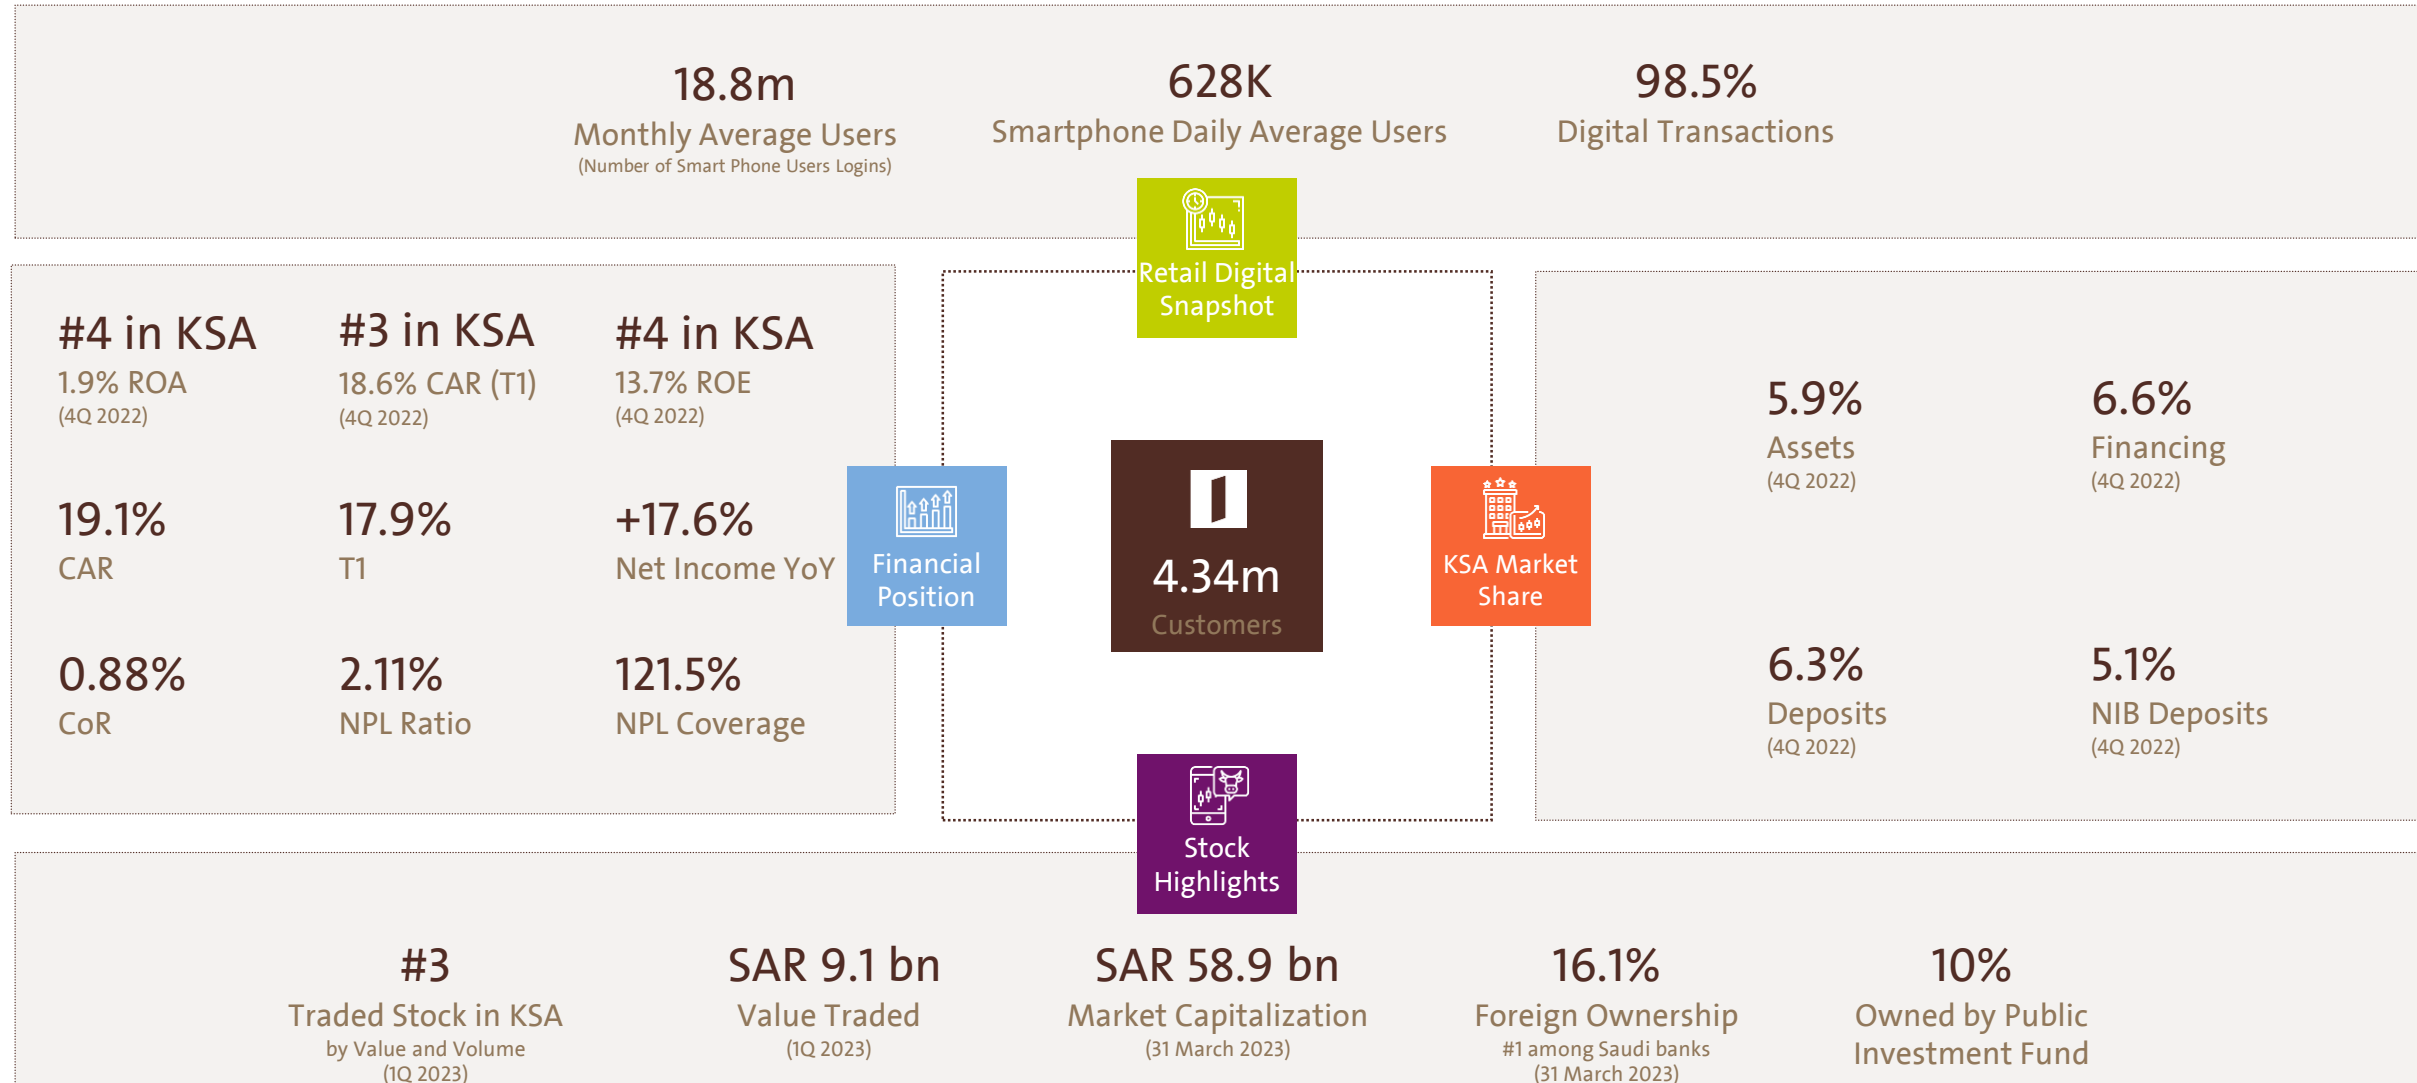 18.8m
Monthly Average Users
(Number of Smart Phone Users Logins)
628K
Smartphone Daily Average Users
98.5%
Digital Transactions
Retail Digital
Snapshot
#4 in KSA
1.9% ROA
(4Q 2022)
#3 in KSA
18.6% CAR (T1)
(4Q 2022)
#4 in KSA
13.7% ROE
(4Q 2022)
19.1%
CAR
17.9%
T1
+17.6%
Net Income YoY
0.88%
CoR
2.11%
NPL Ratio
121.5%
NPL Coverage
Financial
Position
4.34m
Customers
KSA Market
Share
5.9%
Assets
(4Q 2022)
6.6%
Financing
(4Q 2022)
6.3%
Deposits
(4Q 2022)
5.1%
NIB Deposits
(4Q 2022)
Stock
Highlights
#3
Traded Stock in KSA
by Value and Volume
(1Q 2023)
SAR 9.1 bn
Value Traded
(1Q 2023)
SAR 58.9 bn
Market Capitalization
(31 March 2023)
16.1%
Foreign Ownership
#1 among Saudi banks
(31 March 2023)
10%
Owned by Public
Investment Fund